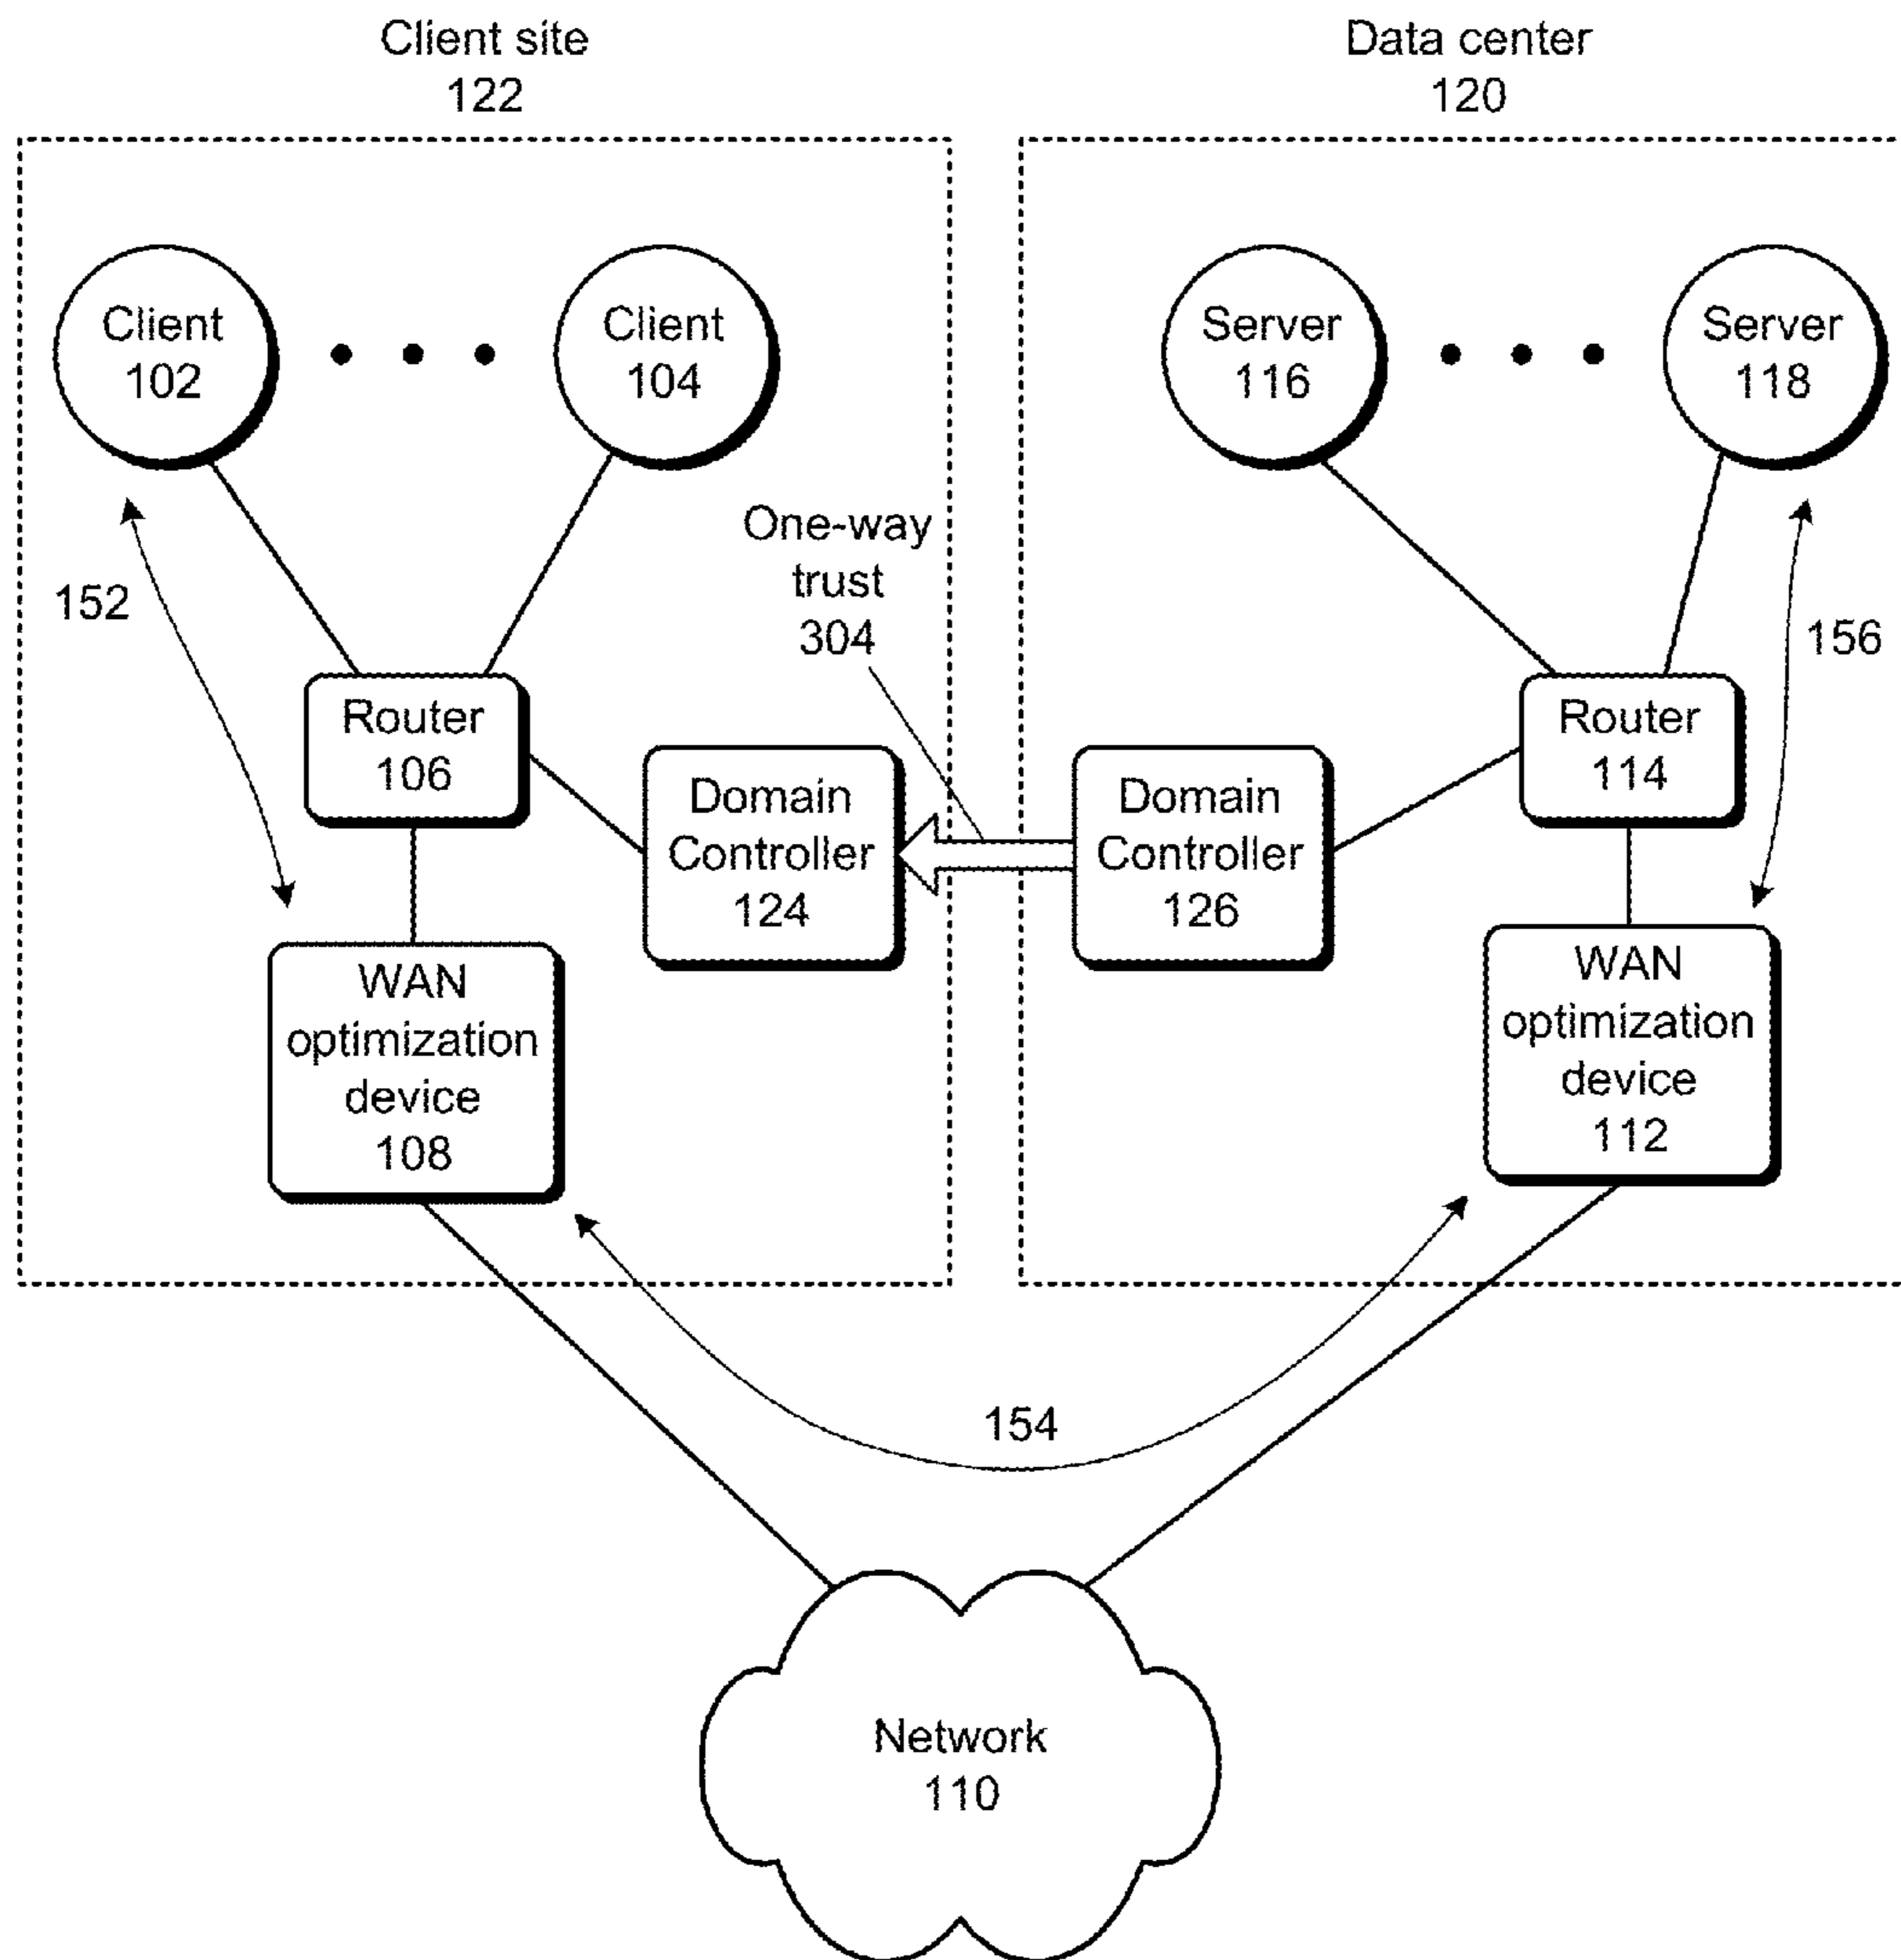 Client site
122
Data center
120
Client
102
Client
104
Server
116
Server
118
One-way
trust
304
152
156
Router
106
Router
114
Domain
Controller
124
Domain
Controller
126
WAN
optimization
device
108
WAN
optimization
device
112
154
Network
110